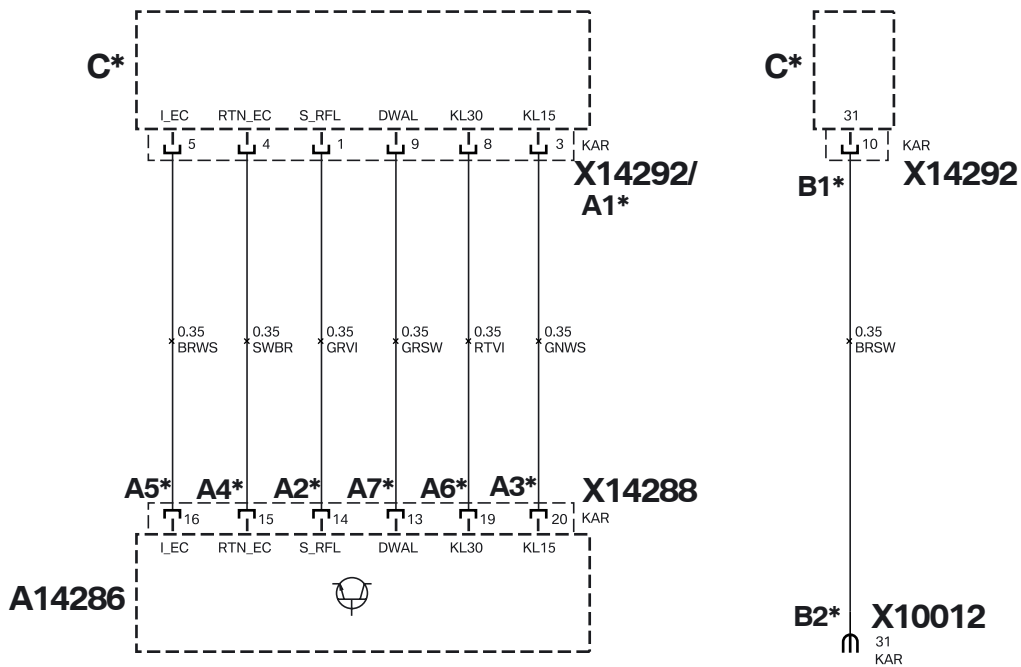 C* C*
I_EC RTN_EC S_RFL DWAL KL30 KL15 31
5 4 1 9 8 3 KAR 10 KAR
X14292/ X14292
A1* B1*
0.35 0.35 0.35 0.35 0.35 0.35 0.35
BRWS SWBR GRVI GRSW RTVI GNWS BRSW
A5* A4* A2* A7* A6* A3* X14288
16 15 14 13 19 20 KAR
I_EC RTN_EC S_RFL DWAL KL30 KL15
A14286
B2* X10012
31
KAR